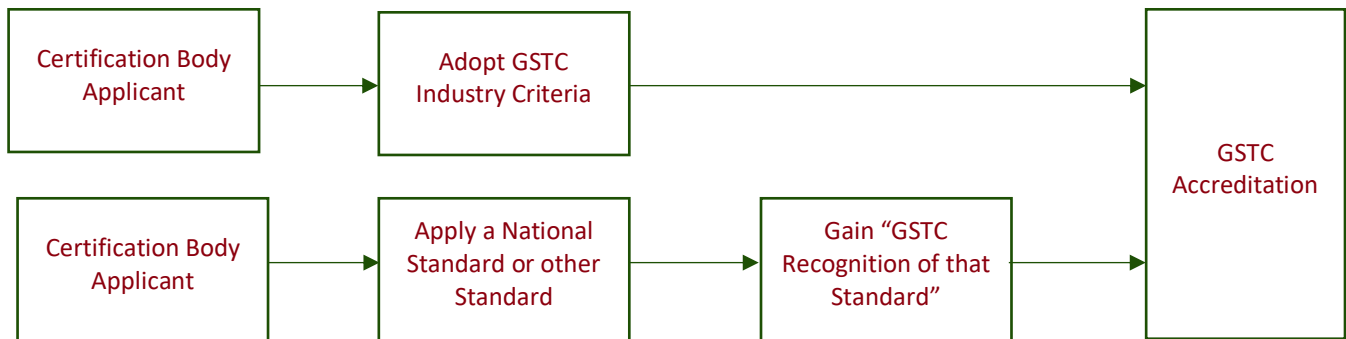 Certification Body
Applicant
Adopt GSTC
Industry Criteria
GSTC
Accreditation
Certification Body
Applicant
Apply a National
Standard or other
Standard
Gain “GSTC
Recognition of that
Standard”